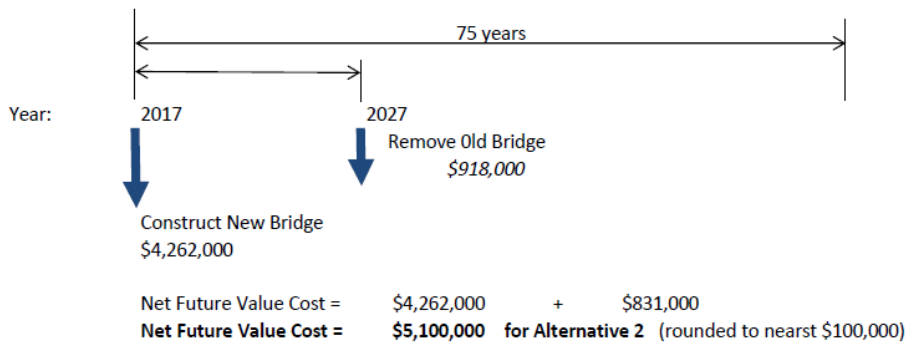 75 years
Year: 2017 2027
Remove 0ld Bridge
$918,000
Construct New Bridge
$4,262,000
Net Future Value Cost = $4,262,000 + $831,000
Net Future Value Cost = $5,100,000 for Alternative 2 (rounded to nearst $100,000)